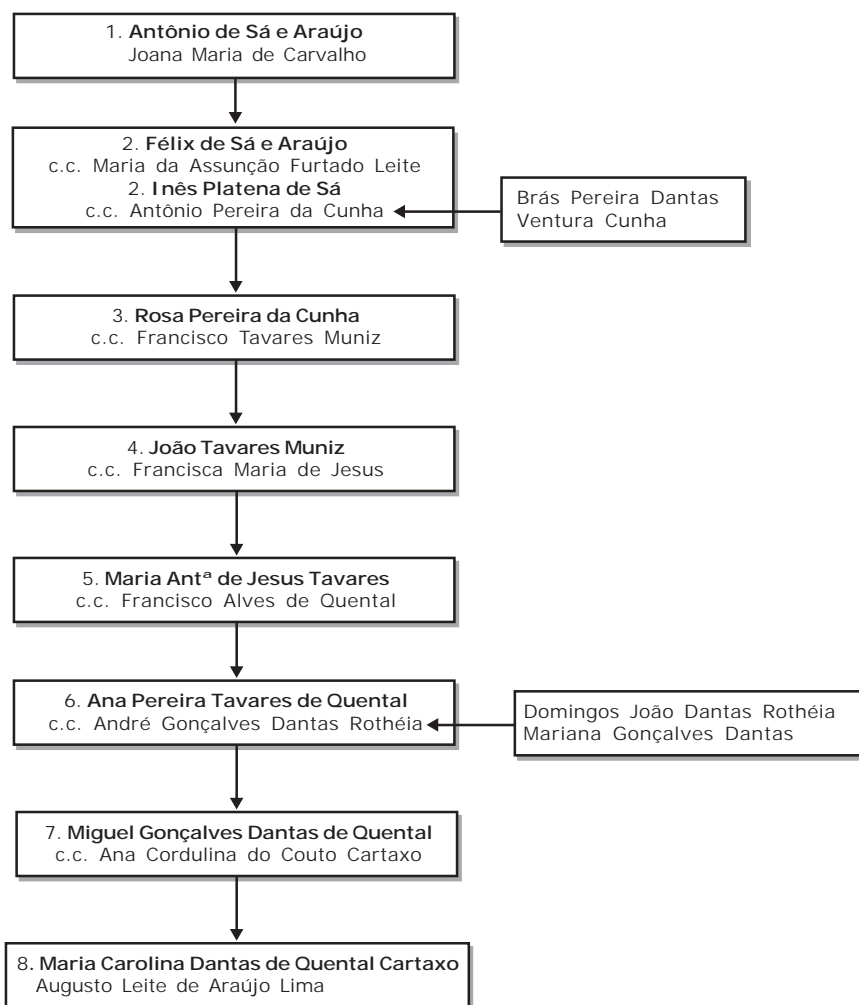 1. Antônio de Sá e Araújo
Joana Maria de Carvalho
2. Félix de Sá e Araújo
c.c. Maria da Assunção Furtado Leite
2. Inês Platena de Sá
c.c. Antônio Pereira da Cunha
Brás Pereira Dantas
Ventura Cunha
3. Rosa Pereira da Cunha
c.c. Francisco Tavares Muniz
4. João Tavares Muniz
c.c. Francisca Maria de Jesus
5. Maria Antª de Jesus Tavares
c.c. Francisco Alves de Quental
6. Ana Pereira Tavares de Quental
c.c. André Gonçalves Dantas Rothéia
Domingos João Dantas Rothéia
Mariana Gonçalves Dantas
7. Miguel Gonçalves Dantas de Quental
c.c. Ana Cordulina do Couto Cartaxo
8. Maria Carolina Dantas de Quental Cartaxo
Augusto Leite de Araújo Lima